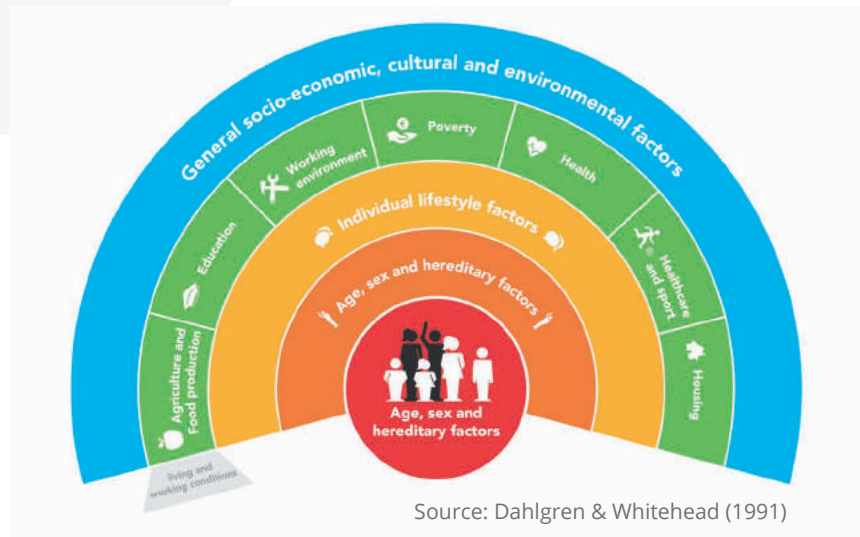 General socio-economic, cultural and environmental factors
Agriculture and
Food production
Education
Working
environment
Poverty
Health
Healthcare
and sport
Housing
Individual lifestyle factors
Age, sex and hereditary factors
Age, sex and
hereditary factors
living and
working conditions
Source: Dahlgren & Whitehead (1991)